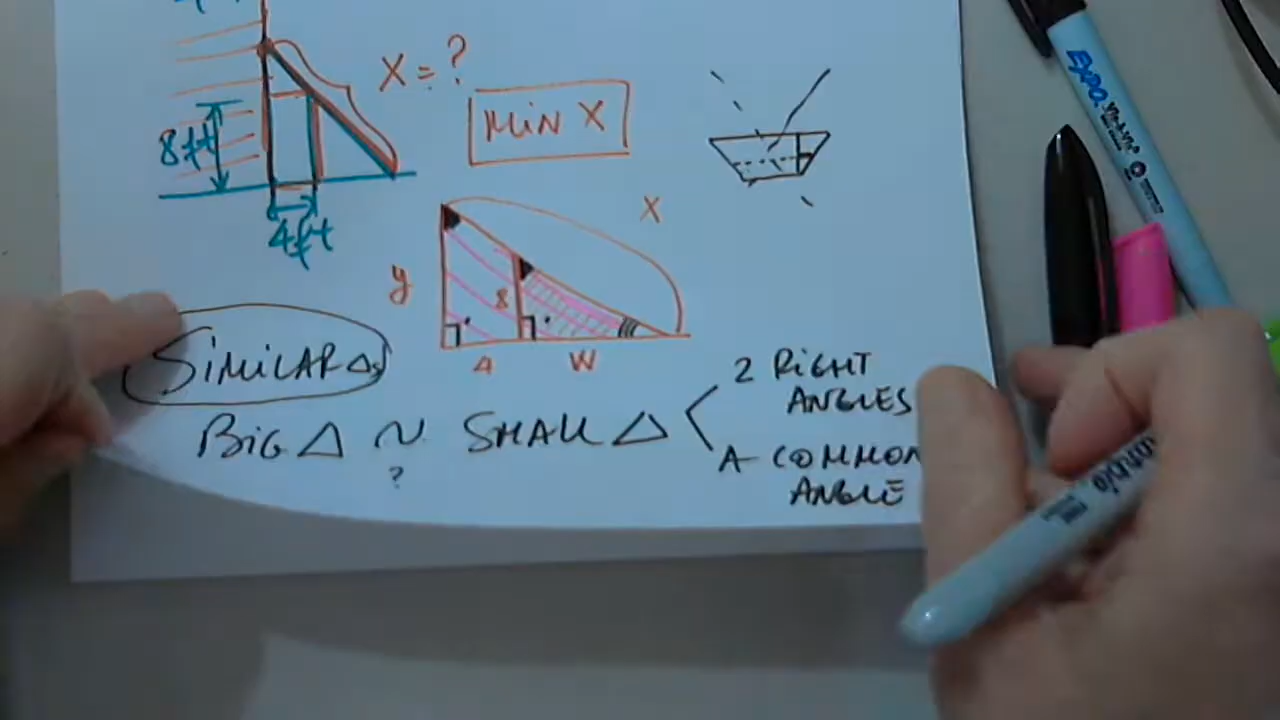 X = ?
MIN X
8ft
4ft
X
y
8
4
W
SIMILAR △s
2 RIGHT
ANGLES
BIG △ ~ SMALL △
?
A COMMON
ANGLE
EXPO